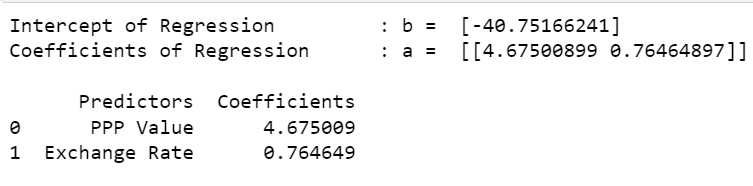 Intercept of Regression : b = [-40.75166241]
Coefficients of Regression : a = [[4.67500899 0.76464897]]
Predictors Coefficients
0 PPP Value 4.675009
1 Exchange Rate 0.764649